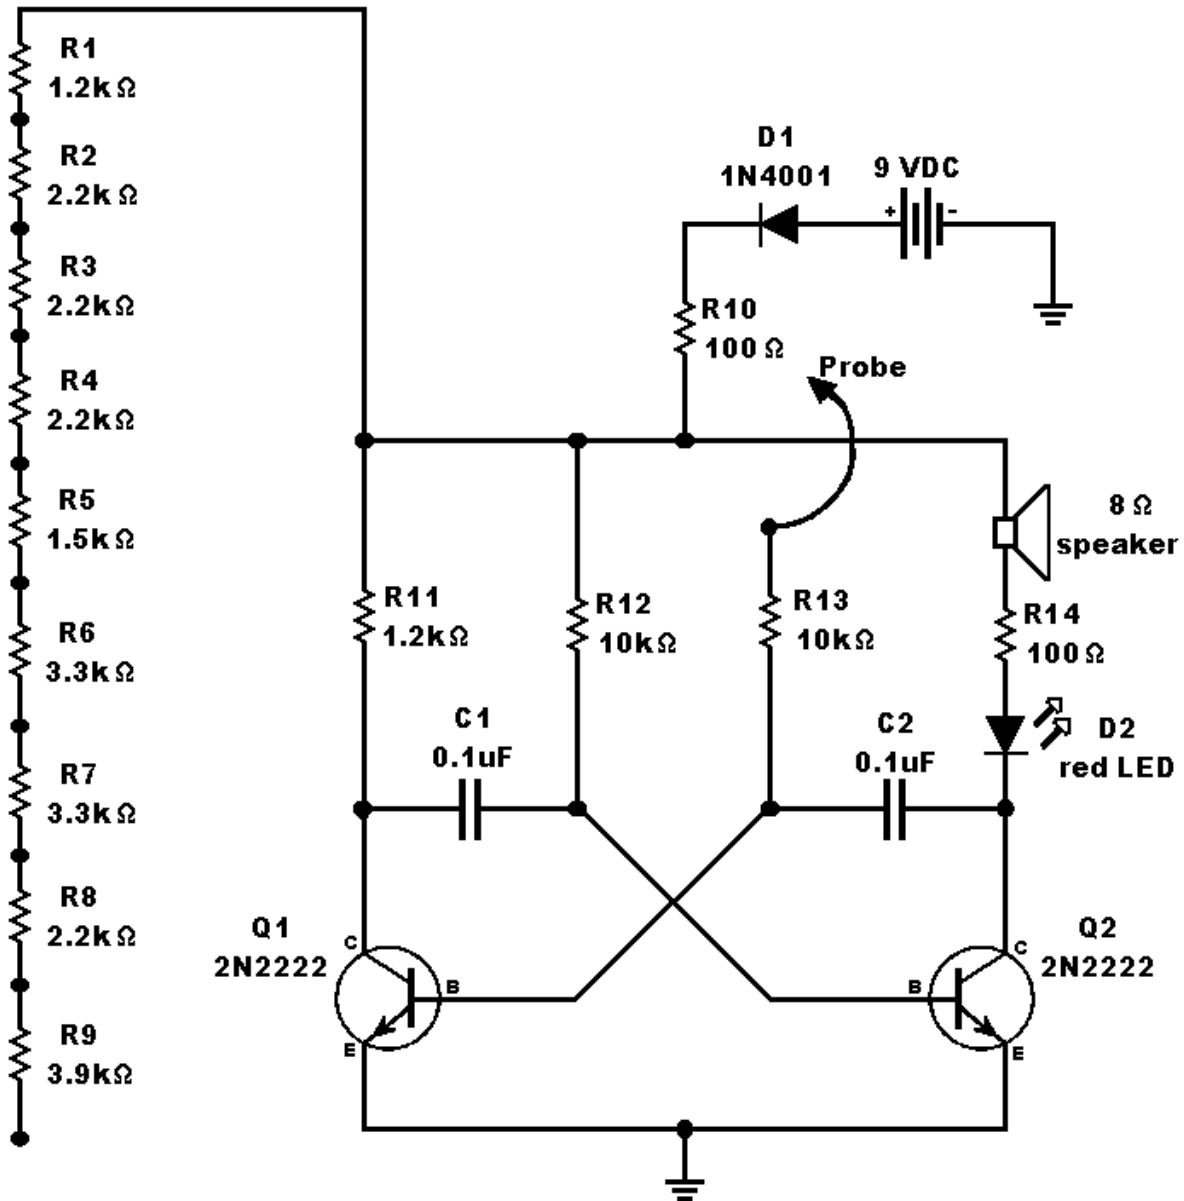 R1
1.2kΩ
R2
2.2kΩ
R3
2.2kΩ
R4
2.2kΩ
R5
1.5kΩ
R6
3.3kΩ
R7
3.3kΩ
R8
2.2kΩ
R9
3.9kΩ
D1
1N4001
9 VDC
+
-
R10
100 Ω
Probe
8 Ω
speaker
R11
1.2kΩ
R12
10kΩ
R13
10kΩ
R14
100 Ω
C1
0.1uF
C2
0.1uF
D2
red LED
Q1
2N2222
C
B
E
Q2
2N2222
C
B
E